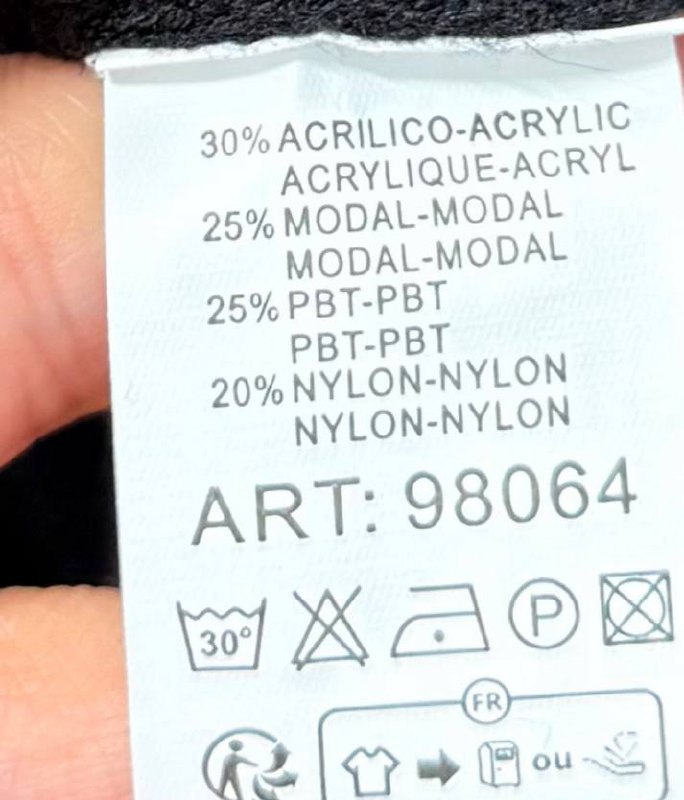 30% ACRILICO-ACRYLIC
ACRYLIQUE-ACRYL
25% MODAL-MODAL
MODAL-MODAL
25% PBT-PBT
PBT-PBT
20% NYLON-NYLON
NYLON-NYLON
ART: 98064
30° P
FR
ou